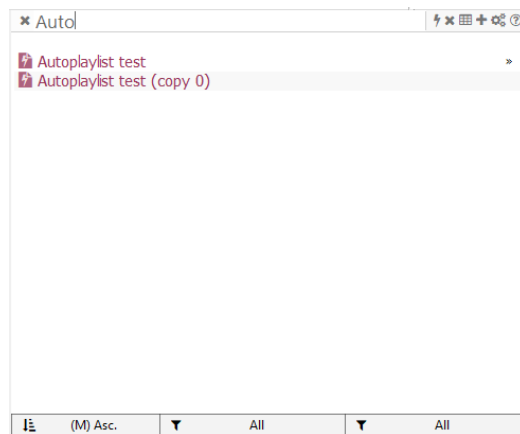 Auto
Autoplaylist test »
Autoplaylist test (copy 0)
(M) Asc. All All